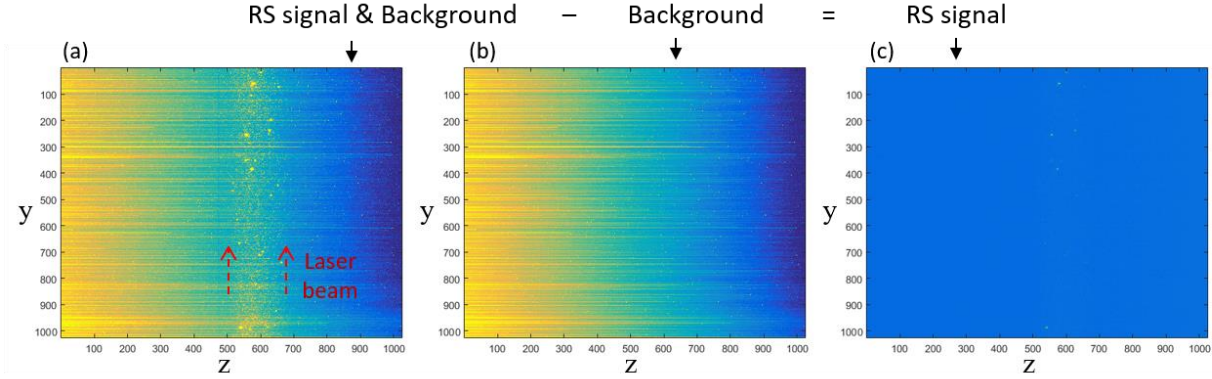 RS signal & Background – Background = RS signal
(a) (b) (c)
100 100 100
200 200 200
300 300 300
400 400 400
y 500 y 500 y 500
600 600 600
700 700 700
Laser
800 800 800
beam
900 900 900
1000 1000 1000
100 200 300 400 500 600 700 800 900 1000 100 200 300 400 500 600 700 800 900 1000 100 200 300 400 500 600 700 800 900 1000
z z z